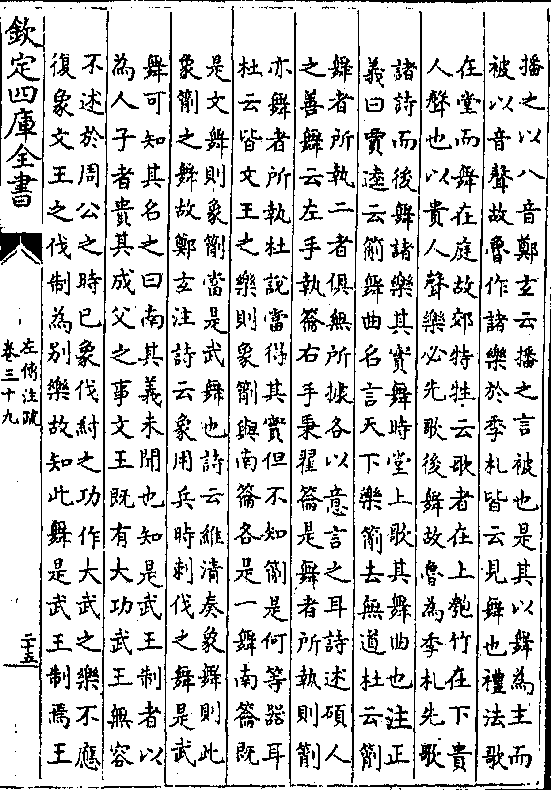 播之以八音鄭玄云播之言被也是其以舞為主而
被以音聲故魯作諸樂於季札皆云見舞也禮法歌
在堂而舞在庭故郊特牲云歌者在上匏竹在下貴
人聲也以貴人聲樂必先歌後舞故魯為季札先歌
諸詩而後舞諸樂其實舞時堂上歌其舞曲也注正
義曰賈逵云箾舞曲名言天下樂箾去無道杜云箾
舞者所執二者俱無所據各以意言之耳詩述碩人
之善舞云左手執籥右手秉翟籥是舞者所執則箾
亦舞者所執杜說當得其實但不知箾是何等器耳
杜云皆文王之樂則象箾與南籥各是一舞南籥既
是文舞則象箾當是武舞也詩云維清奏象舞則此
象箾之舞故鄭玄注詩云象用兵時刺伐之舞是武
舞可知其名之曰南其義未聞也知是武王制者以
為人子者貴其成父之事文王既有大功武王無容
不述於周公之時已象伐紂之功作大武之樂不應
復象文王之伐制為別樂故知此舞是武王制焉王
欽定四庫全書
左傳注疏
卷三十九
二十五